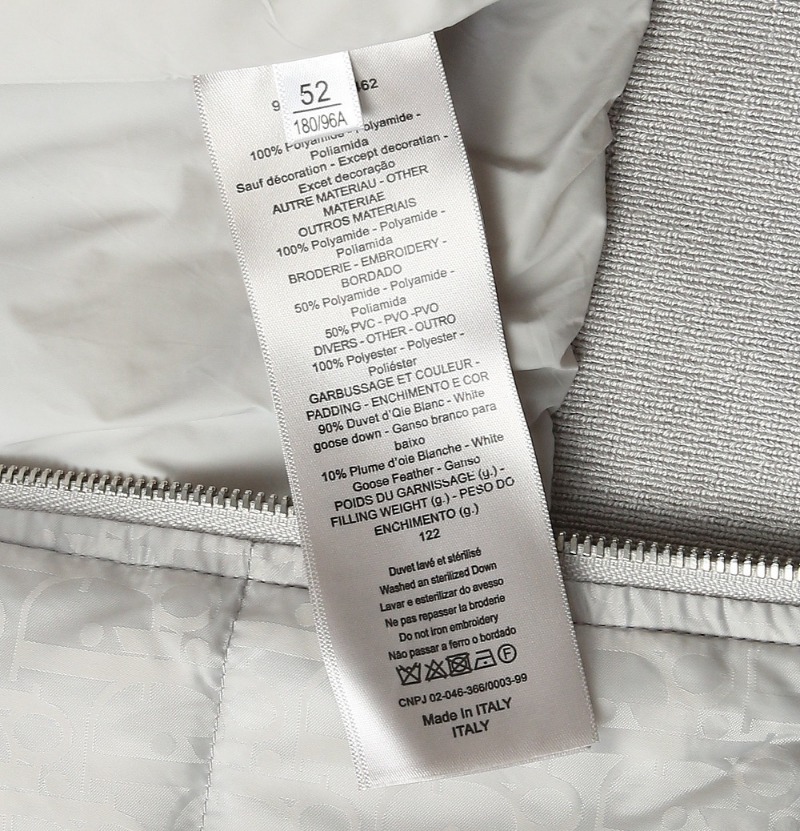 52
180/96A
9 462
100% Polyamide - Polyamide -
Poliamida
Sauf décoration - Except decoratian -
Excet decoração
AUTRE MATERIAU - OTHER
MATERIAE
OUTROS MATERIAIS
100% Polyamide - Polyamide -
Poliamida
BRODERIE - EMBROIDERY -
BORDADO
50% Polyamide - Polyamide -
Poliamida
50% PVC - PVO -PVO
DIVERS - OTHER - OUTRO
100% Polyester - Polyester -
Poliéster
GARBUSSAGE ET COULEUR -
PADDING - ENCHIMENTO E COR
90% Duvet d'Qie Blanc - White
goose down - Ganso branco para
baixo
10% Plume d'oie Blanche - White
Goose Feather - Ganso
POIDS DU GARNISSAGE (g.) -
FILLING WEIGHT (g.) - PESO DO
ENCHIMENTO (g.)
122
Duvet lavé et stérilisé
Washed an sterilized Down
Lavar e esterilizar do avesso
Ne pas repasser la broderie
Do not iron embroidery
Não passar a ferro o bordado
CNPJ 02-046-366/0003-99
Made In ITALY
ITALY